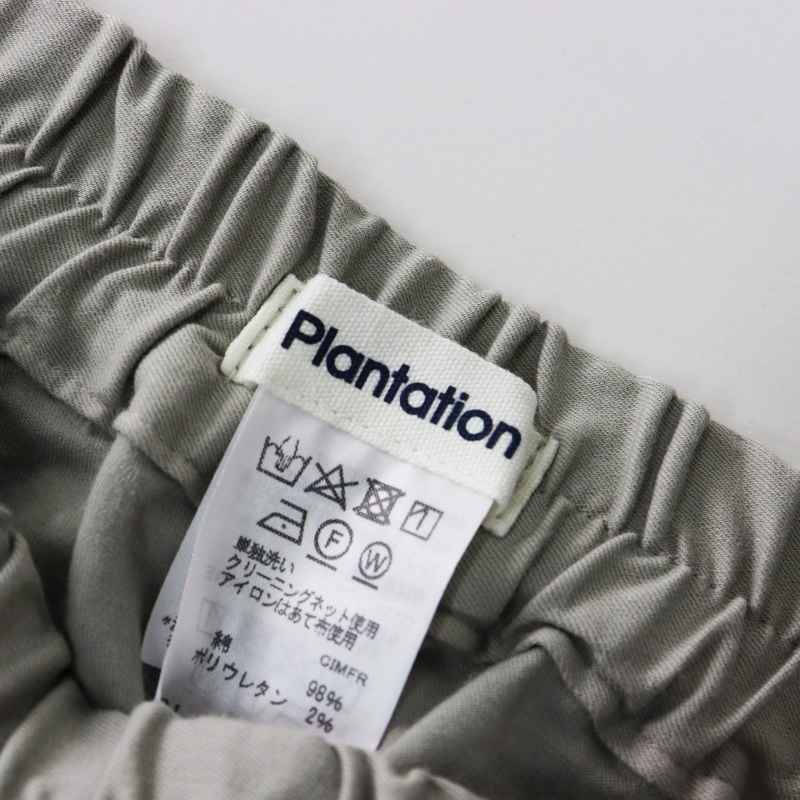 Plantation
F W
単独洗い
クリーニングネット使用
アイロンはあて布使用
CIMFR
綿 98%
ポリウレタン 2%